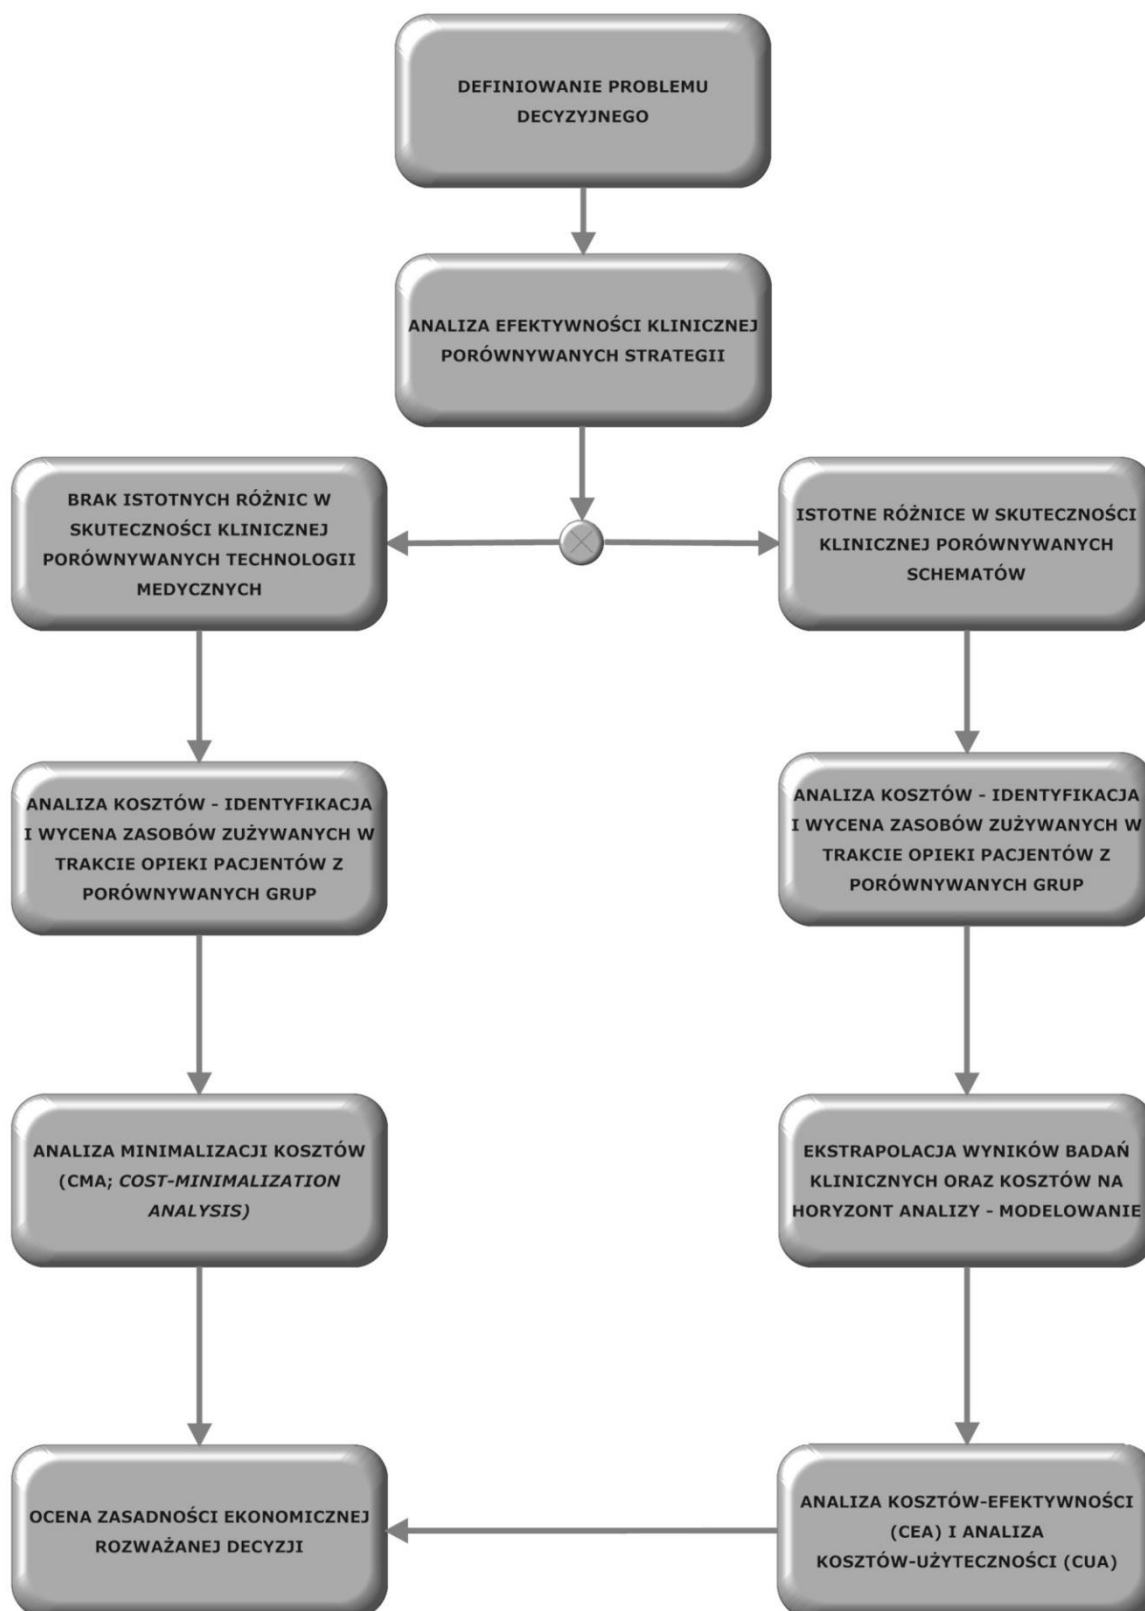 DEFINIOWANIE PROBLEMU
DECYZYJNEGO
ANALIZA EFEKTYWNOŚCI KLINICZNEJ
PORÓWNYWANYCH STRATEGII
BRAK ISTOTNYCH RÓŻNIC W
SKUTECZNOŚCI KLINICZNEJ
PORÓWNYWANYCH TECHNOLOGII
MEDYCZNYCH
ISTOTNE RÓŻNICE W SKUTECZNOŚCI
KLINICZNEJ PORÓWNYWANYCH
SCHEMATÓW
ANALIZA KOSZTÓW - IDENTYFIKACJA
I WYCENA ZASOBÓW ZUŻYWANYCH W
TRAKCIE OPIEKI PACJENTÓW Z
PORÓWNYWANYCH GRUP
ANALIZA KOSZTÓW - IDENTYFIKACJA
I WYCENA ZASOBÓW ZUŻYWANYCH W
TRAKCIE OPIEKI PACJENTÓW Z
PORÓWNYWANYCH GRUP
ANALIZA MINIMALIZACJI KOSZTÓW
(CMA; COST-MINIMALIZATION
ANALYSIS)
EKSTRAPOLACJA WYNIKÓW BADAŃ
KLINICZNYCH ORAZ KOSZTÓW NA
HORYZONT ANALIZY - MODELOWANIE
OCENA ZASADNOŚCI EKONOMICZNEJ
ROZWAŻANEJ DECYZJI
ANALIZA KOSZTÓW-EFEKTYWNOŚCI
(CEA) I ANALIZA
KOSZTÓW-UŻYTECZNOŚCI (CUA)